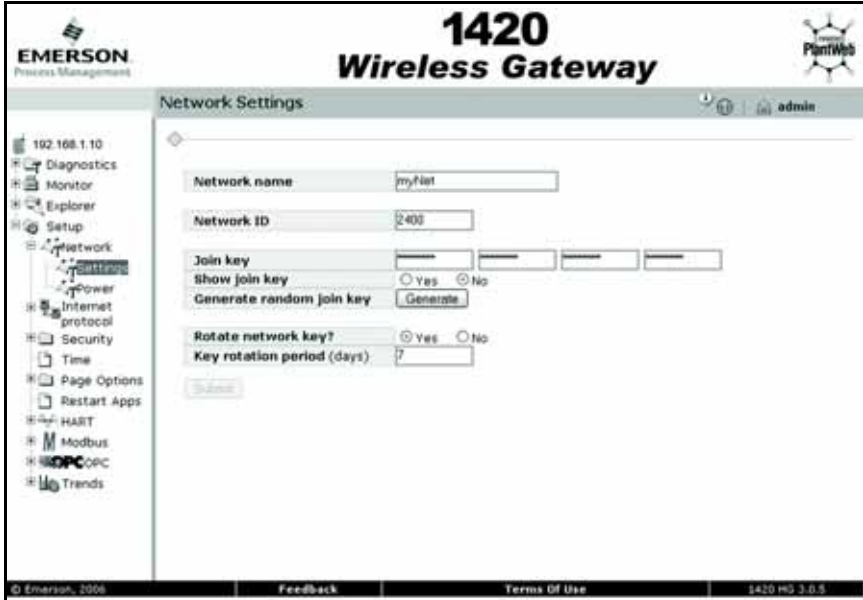 EMERSON
Process Management
1420
Wireless Gateway
PlantWeb
Network Settings
admin
192.168.1.10
Diagnostics
Monitor
Explorer
Setup
Network
Settings
Power
Internet
protocol
Security
Time
Page Options
Restart Apps
HART
Modbus
OPC OPC
Trends
Network name
myNet
Network ID
2400
Join key
Show join key
Yes No
Generate random join key
Generate
Rotate network key?
Yes No
Key rotation period (days)
7
Submit
© Emerson, 2006
Feedback
Terms Of Use
1420 HG 3.0.5